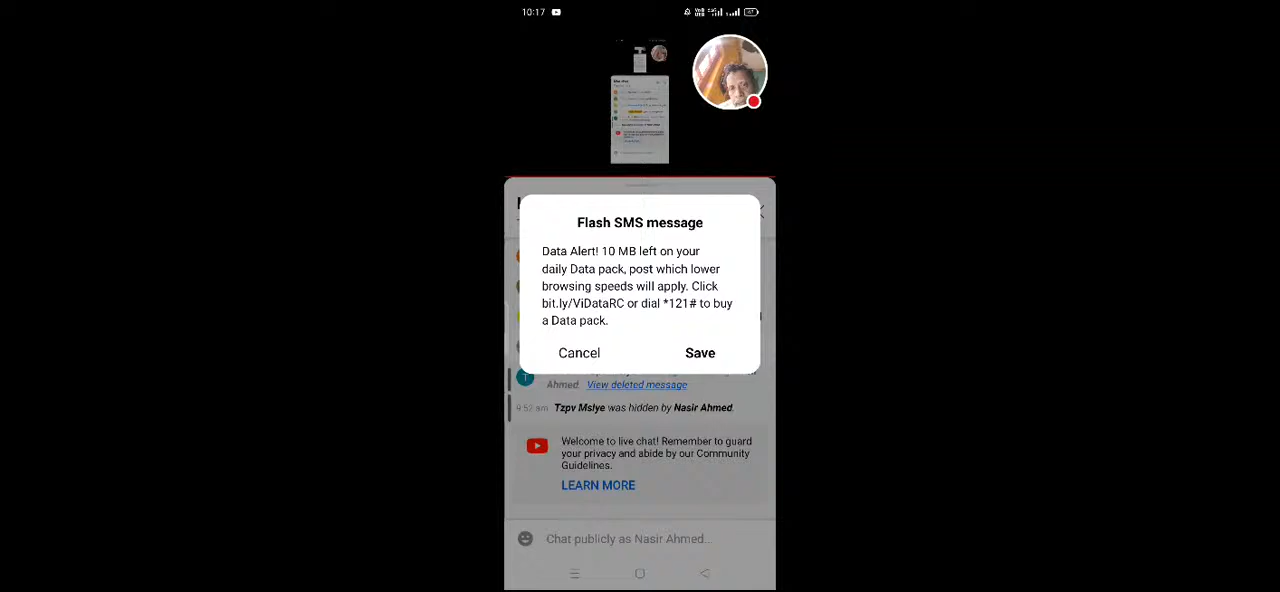 10:17
Flash SMS message
Data Alert! 10 MB left on your
daily Data pack, post which lower
browsing speeds will apply. Click
bit.ly/ViDataRC or dial *121# to buy
a Data pack.
Cancel Save
T
Ahmed. View deleted message
9:52 am Tzpv Mslye was hidden by Nasir Ahmed.
Welcome to live chat! Remember to guard
your privacy and abide by our Community
Guidelines.
LEARN MORE
Chat publicly as Nasir Ahmed...